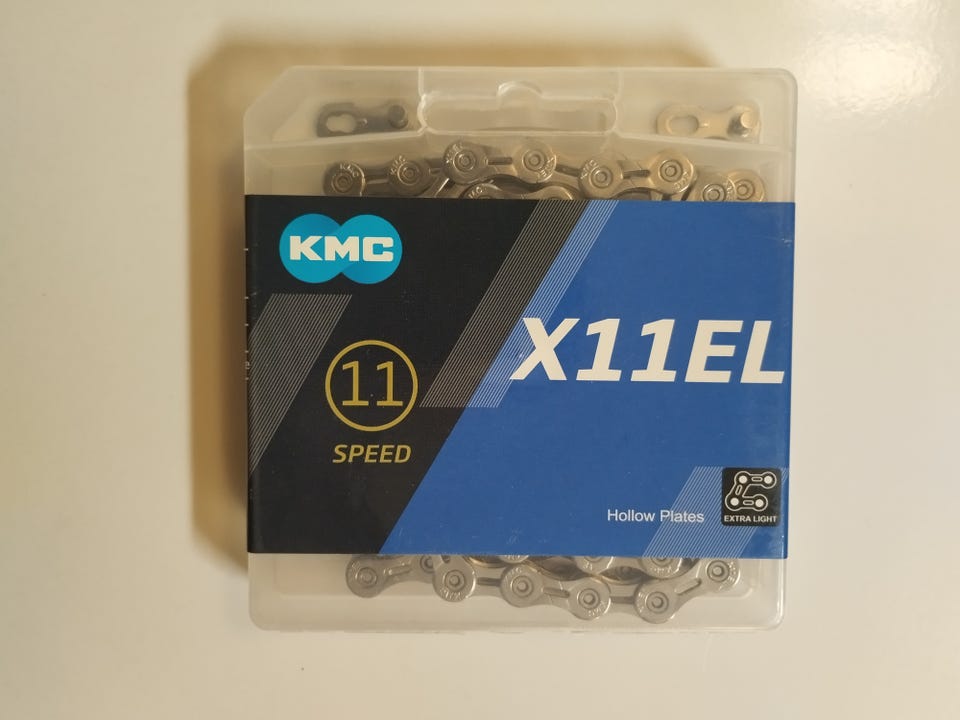 KMC
X11EL
11
SPEED
Hollow Plates
EXTRA LIGHT